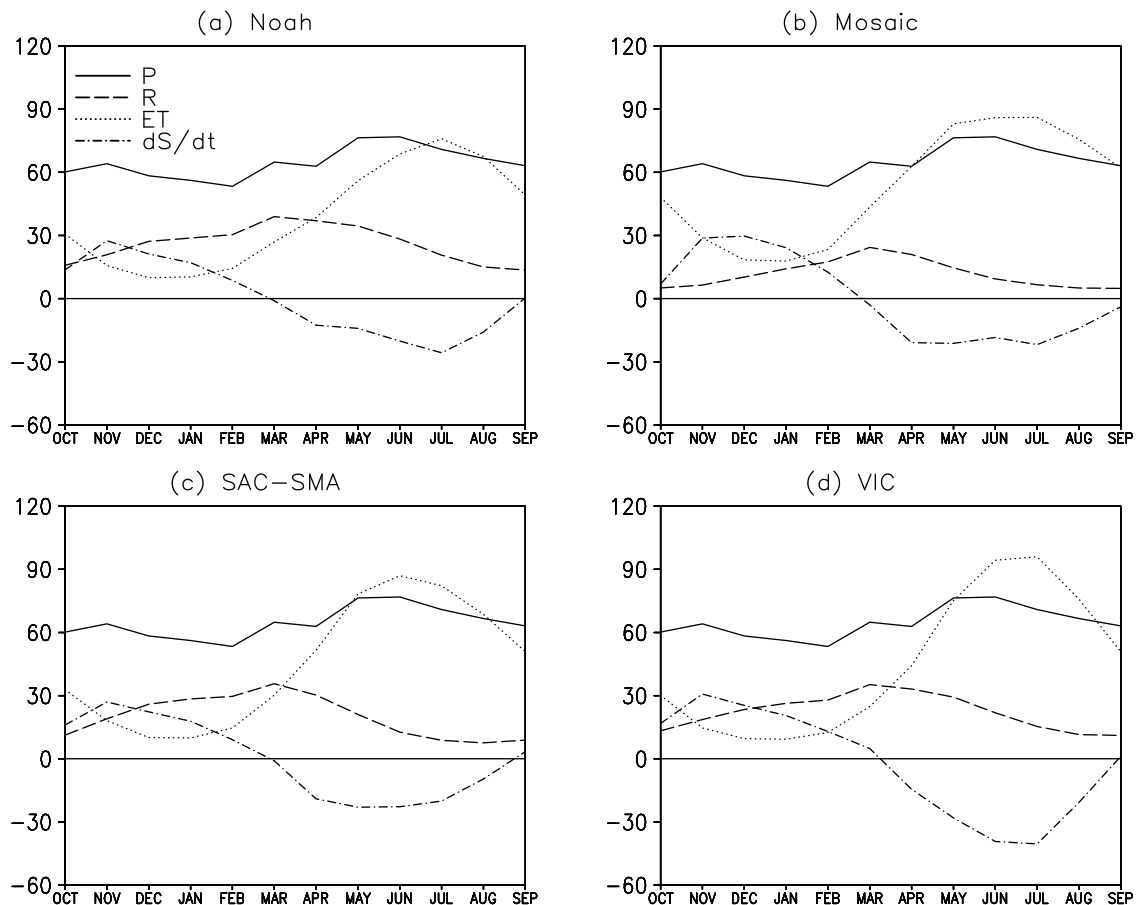 (a) Noah
120
90
60
30
0
−30
−60
P
R
ET
dS/dt
OCT NOV DEC JAN FEB MAR APR MAY JUN JUL AUG SEP
(b) Mosaic
120
90
60
30
0
−30
−60
OCT NOV DEC JAN FEB MAR APR MAY JUN JUL AUG SEP
(c) SAC−SMA
120
90
60
30
0
−30
−60
OCT NOV DEC JAN FEB MAR APR MAY JUN JUL AUG SEP
(d) VIC
120
90
60
30
0
−30
−60
OCT NOV DEC JAN FEB MAR APR MAY JUN JUL AUG SEP